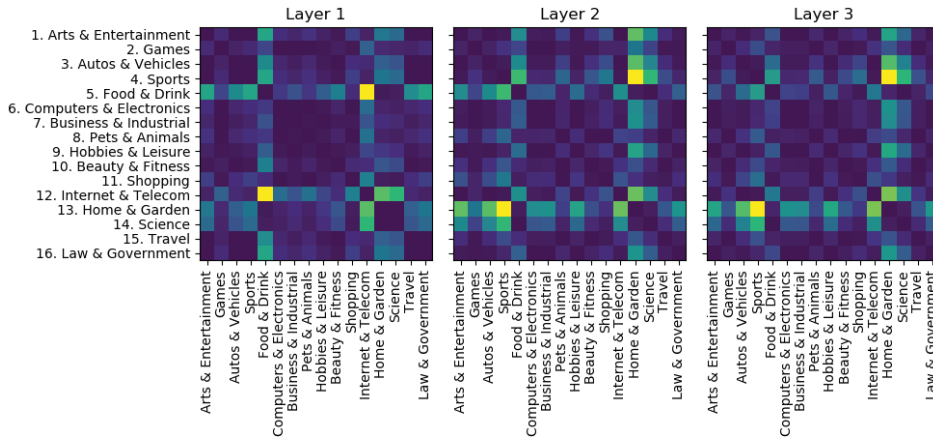 Layer 1
Layer 2
Layer 3
1. Arts & Entertainment
2. Games
3. Autos & Vehicles
4. Sports
5. Food & Drink
6. Computers & Electronics
7. Business & Industrial
8. Pets & Animals
9. Hobbies & Leisure
10. Beauty & Fitness
11. Shopping
12. Internet & Telecom
13. Home & Garden
14. Science
15. Travel
16. Law & Government
Arts & Entertainment
Games
Autos & Vehicles
Sports
Food & Drink
Computers & Electronics
Business & Industrial
Pets & Animals
Hobbies & Leisure
Beauty & Fitness
Shopping
Internet & Telecom
Home & Garden
Science
Travel
Law & Government
Arts & Entertainment
Games
Autos & Vehicles
Sports
Food & Drink
Computers & Electronics
Business & Industrial
Pets & Animals
Hobbies & Leisure
Beauty & Fitness
Shopping
Internet & Telecom
Home & Garden
Science
Travel
Law & Government
Arts & Entertainment
Games
Autos & Vehicles
Sports
Food & Drink
Computers & Electronics
Business & Industrial
Pets & Animals
Hobbies & Leisure
Beauty & Fitness
Shopping
Internet & Telecom
Home & Garden
Science
Travel
Law & Government